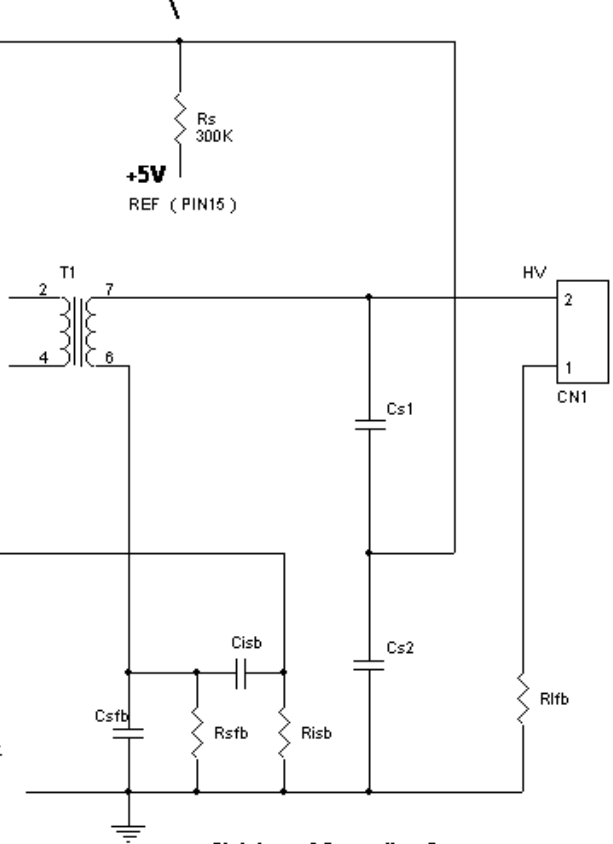 Rs
300K
+5V
REF ( PIN15 )
T1
HV
2
7
2
4
6
1
CN1
Cs1
Cisb
Cs2
Csfb
Rsfb
Risb
Rlfb